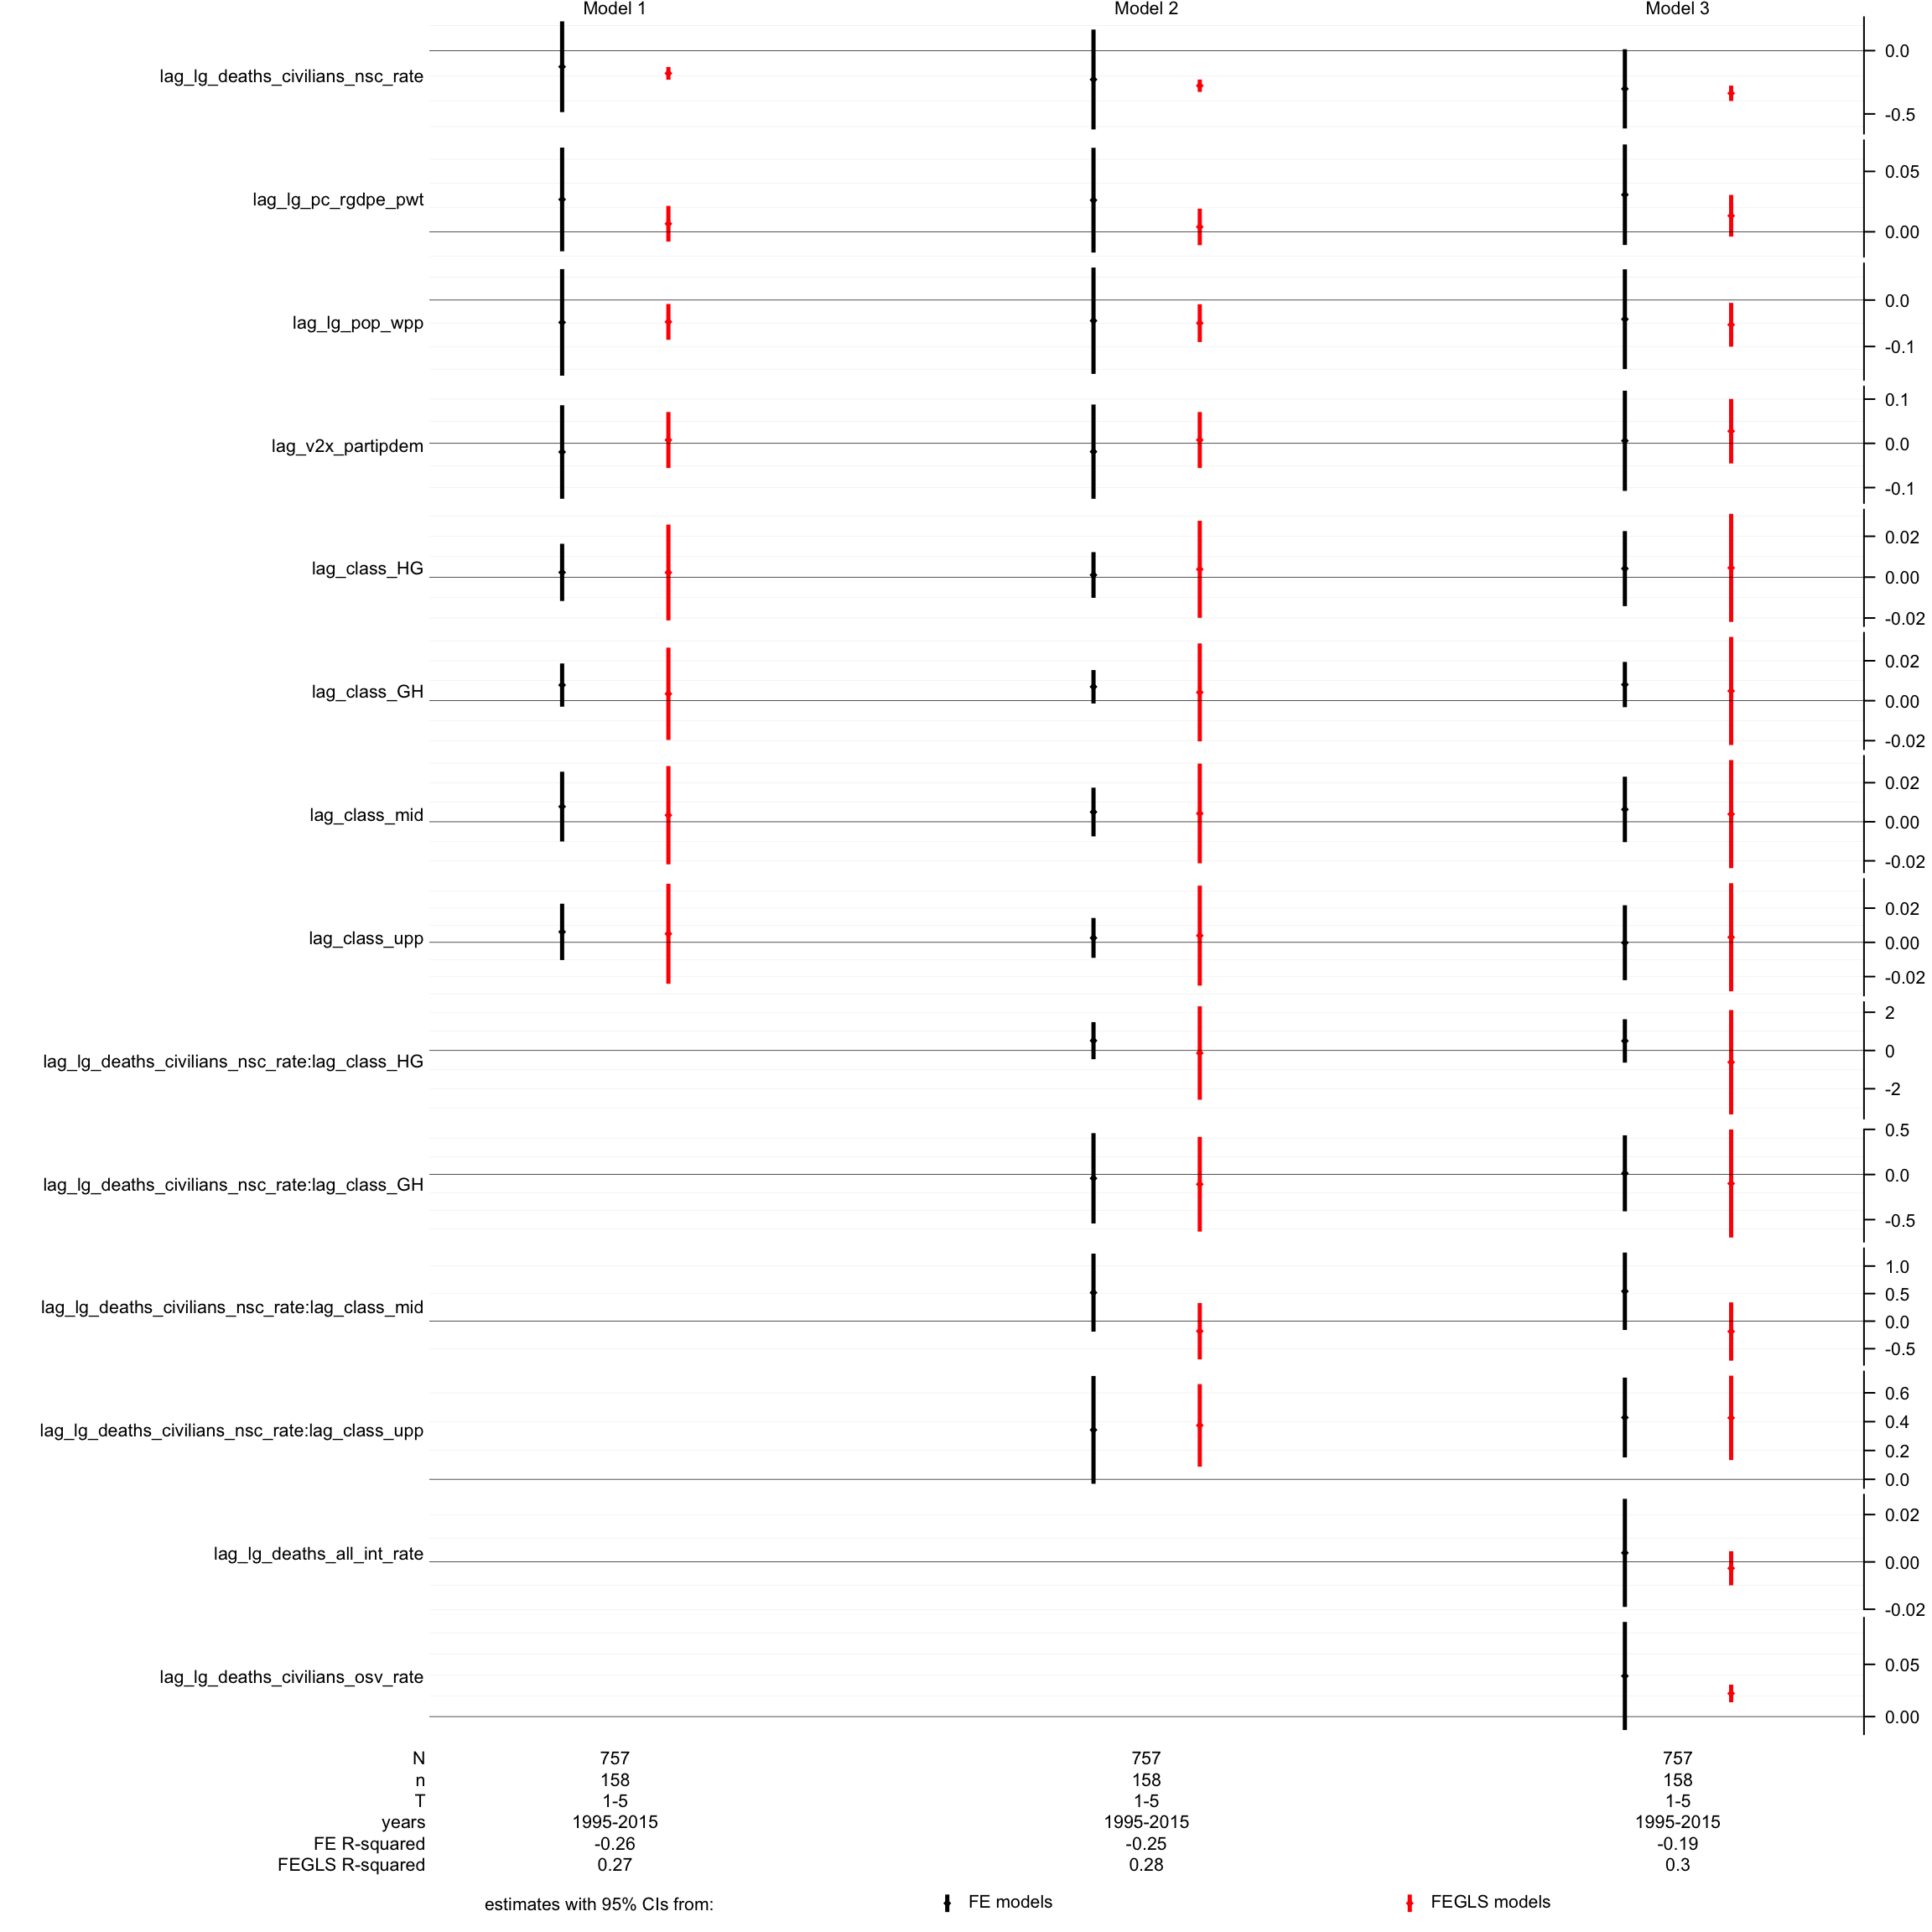 Model 1 Model 2 Model 3
lag_lg_deaths_civilians_nsc_rate
0.0
-0.5
lag_lg_pc_rgdpe_pwt
0.05
0.00
lag_lg_pop_wpp
0.0
-0.1
lag_v2x_partipdem
0.1
0.0
-0.1
lag_class_HG
0.02
0.00
-0.02
lag_class_GH
0.02
0.00
-0.02
lag_class_mid
0.02
0.00
-0.02
lag_class_upp
0.02
0.00
-0.02
lag_lg_deaths_civilians_nsc_rate:lag_class_HG
2
0
-2
lag_lg_deaths_civilians_nsc_rate:lag_class_GH
0.5
0.0
-0.5
lag_lg_deaths_civilians_nsc_rate:lag_class_mid
1.0
0.5
0.0
-0.5
lag_lg_deaths_civilians_nsc_rate:lag_class_upp
0.6
0.4
0.2
0.0
lag_lg_deaths_all_int_rate
0.02
0.00
-0.02
lag_lg_deaths_civilians_osv_rate
0.05
0.00
N 757 757 757
n 158 158 158
T 1-5 1-5 1-5
years 1995-2015 1995-2015 1995-2015
FE R-squared -0.26 -0.25 -0.19
FEGLS R-squared 0.27 0.28 0.3
estimates with 95% CIs from: FE models FEGLS models